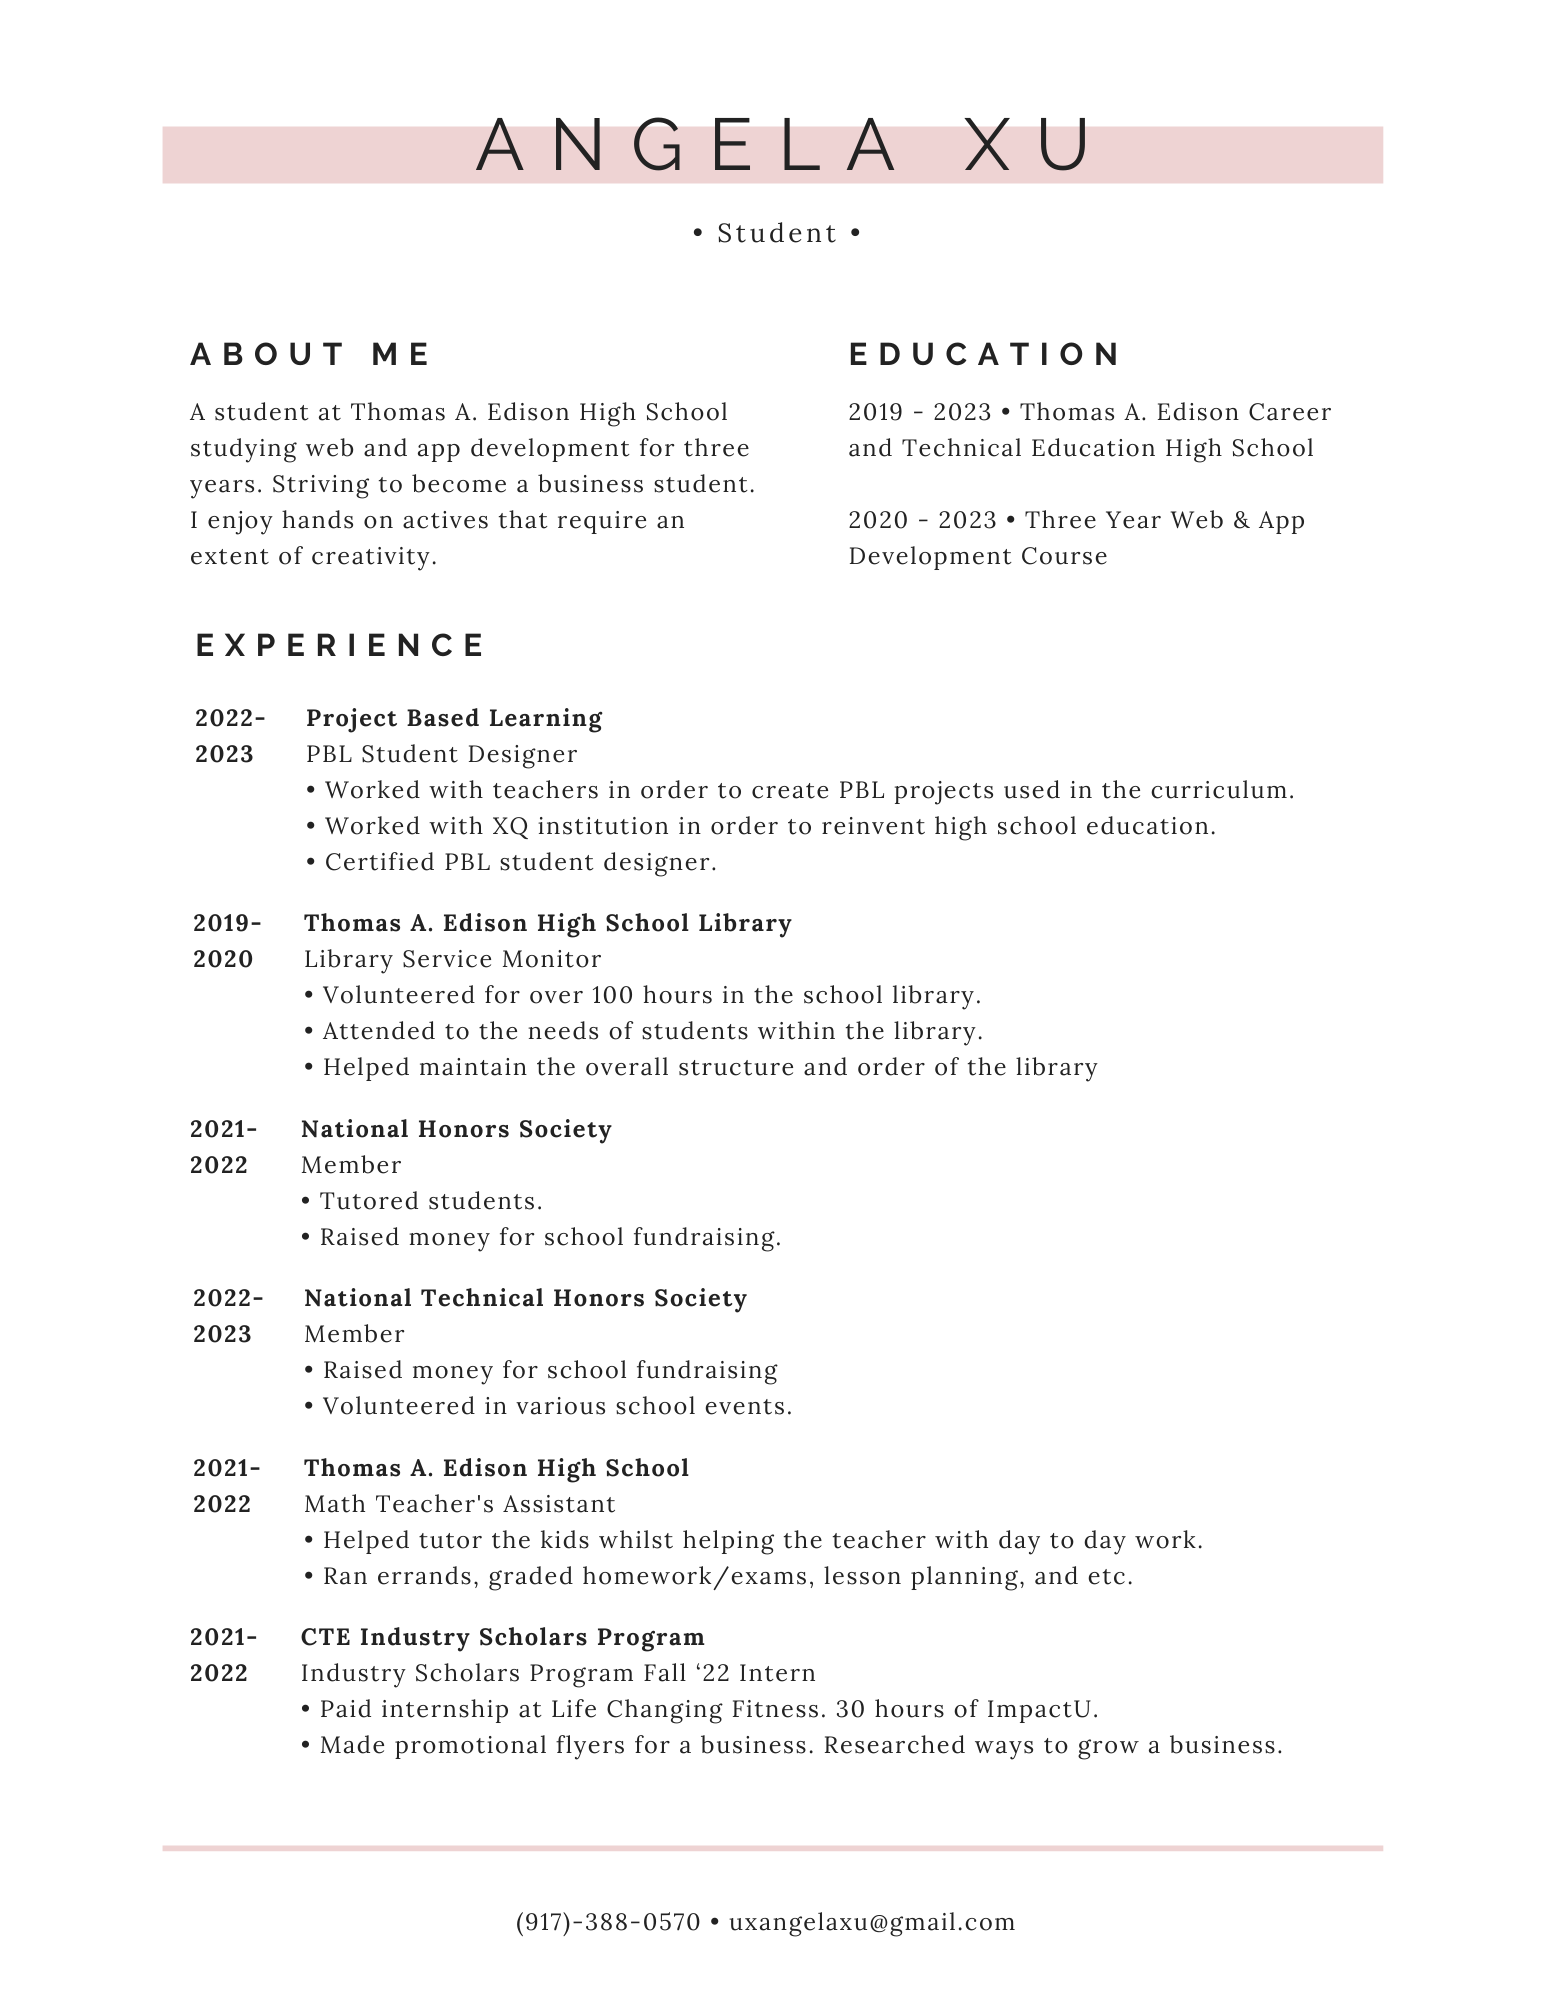 ANGELA XU
• Student •
ABOUT ME
A student at Thomas A. Edison High School
studying web and app development for three
years. Striving to become a business student.
I enjoy hands on actives that require an
extent of creativity.
EDUCATION
2019 - 2023 • Thomas A. Edison Career
and Technical Education High School
2020 - 2023 • Three Year Web & App
Development Course
EXPERIENCE
2022- Project Based Learning
2023 PBL Student Designer
• Worked with teachers in order to create PBL projects used in the curriculum.
• Worked with XQ institution in order to reinvent high school education.
• Certified PBL student designer.
2019- Thomas A. Edison High School Library
2020 Library Service Monitor
• Volunteered for over 100 hours in the school library.
• Attended to the needs of students within the library.
• Helped maintain the overall structure and order of the library
2021- National Honors Society
2022 Member
• Tutored students.
• Raised money for school fundraising.
2022- National Technical Honors Society
2023 Member
• Raised money for school fundraising
• Volunteered in various school events.
2021- Thomas A. Edison High School
2022 Math Teacher's Assistant
• Helped tutor the kids whilst helping the teacher with day to day work.
• Ran errands, graded homework/exams, lesson planning, and etc.
2021- CTE Industry Scholars Program
2022 Industry Scholars Program Fall ‘22 Intern
• Paid internship at Life Changing Fitness. 30 hours of ImpactU.
• Made promotional flyers for a business. Researched ways to grow a business.
(917)-388-0570 • uxangelaxu@gmail.com